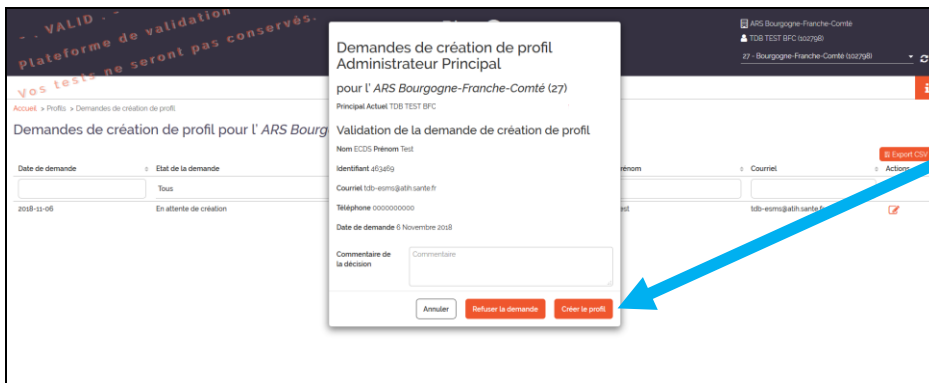 - . VALID . -
Plateforme de validation
Vos tests ne seront pas conservés.
ARS Bourgogne-Franche-Comté
TDB TEST BFC (102798)
27 - Bourgogne-Franche-Comté (102798)
Accueil > Profils > Demandes de création de profil
Demandes de création de profil pour l' ARS Bourg
Export CSV
Date de demande
Etat de la demande
rénom
Courriel
Actions
Tous
2018-11-06
En attente de création
est
tdb-esms@atih.sante.fr
Demandes de création de profil
Administrateur Principal
pour l' ARS Bourgogne-Franche-Comté (27)
Principal Actuel TDB TEST BFC
Validation de la demande de création de profil
Nom ECDS Prénom Test
Identifiant 463469
Courriel tdb-esms@atih.sante.fr
Téléphone 0000000000
Date de demande 6 Novembre 2018
Commentaire de
la décision
Commentaire
Annuler
Refuser la demande
Créer le profil